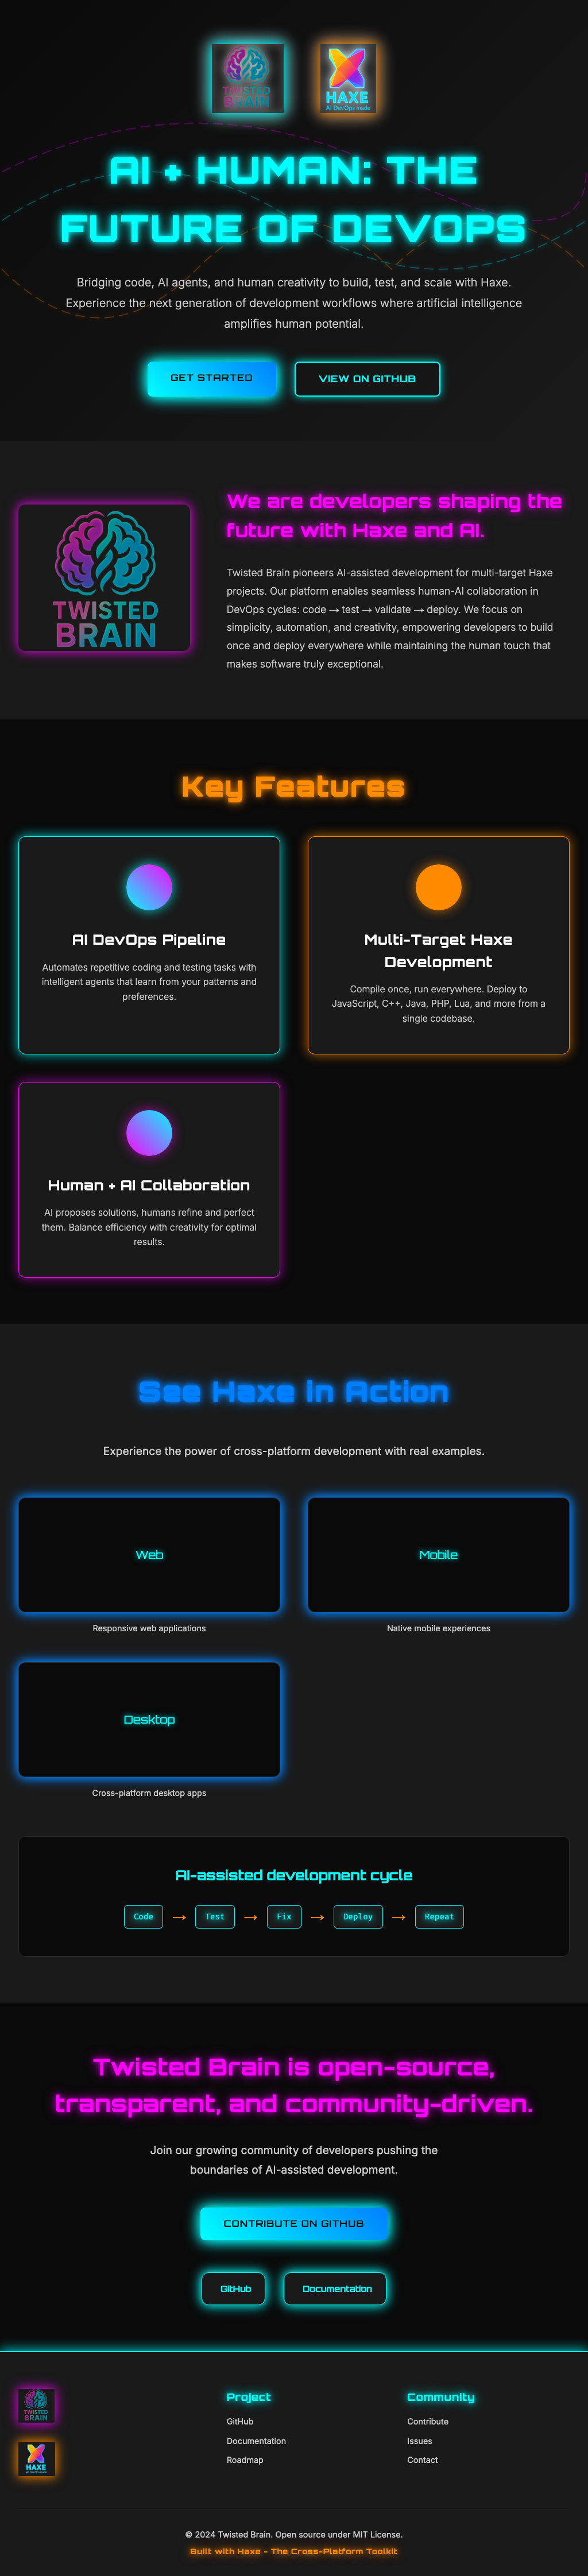 TWISTED
BRAIN
HAXE
AI DevOps mode
AI + HUMAN: THE
FUTURE OF DEVOPS
Bridging code, AI agents, and human creativity to build, test, and scale with Haxe.
Experience the next generation of development workflows where artificial intelligence
amplifies human potential.
GET STARTED
VIEW ON GITHUB
TWISTED
BRAIN
We are developers shaping the
future with Haxe and AI.
Twisted Brain pioneers AI-assisted development for multi-target Haxe
projects. Our platform enables seamless human-AI collaboration in
DevOps cycles: code → test → validate → deploy. We focus on
simplicity, automation, and creativity, empowering developers to build
once and deploy everywhere while maintaining the human touch that
makes software truly exceptional.
Key Features
AI DevOps Pipeline
Automates repetitive coding and testing tasks with
intelligent agents that learn from your patterns and
preferences.
Multi-Target Haxe
Development
Compile once, run everywhere. Deploy to
JavaScript, C++, Java, PHP, Lua, and more from a
single codebase.
Human + AI Collaboration
AI proposes solutions, humans refine and perfect
them. Balance efficiency with creativity for optimal
results.
See Haxe in Action
Experience the power of cross-platform development with real examples.
Web
Responsive web applications
Mobile
Native mobile experiences
Desktop
Cross-platform desktop apps
AI-assisted development cycle
Code → Test → Fix → Deploy → Repeat
Twisted Brain is open-source,
transparent, and community-driven.
Join our growing community of developers pushing the
boundaries of AI-assisted development.
CONTRIBUTE ON GITHUB
GitHub
Documentation
TWISTED
BRAIN
HAXE
Project
GitHub
Documentation
Roadmap
Community
Contribute
Issues
Contact
© 2024 Twisted Brain. Open source under MIT License.
Built with Haxe - The Cross-Platform Toolkit